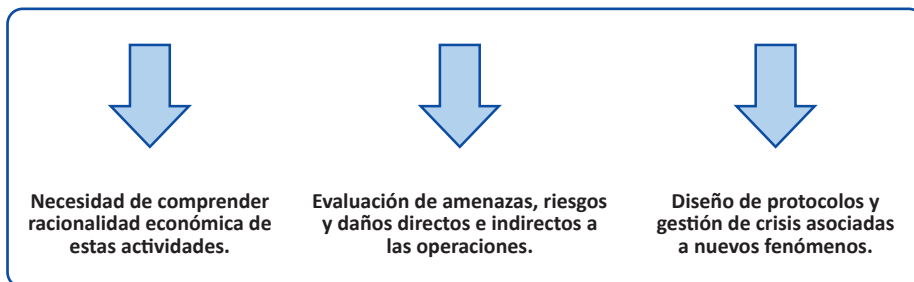 Necesidad de comprender
racionalidad económica de
estas actividades.
Evaluación de amenazas, riesgos
y daños directos e indirectos a
las operaciones.
Diseño de protocolos y
gestión de crisis asociadas
a nuevos fenómenos.